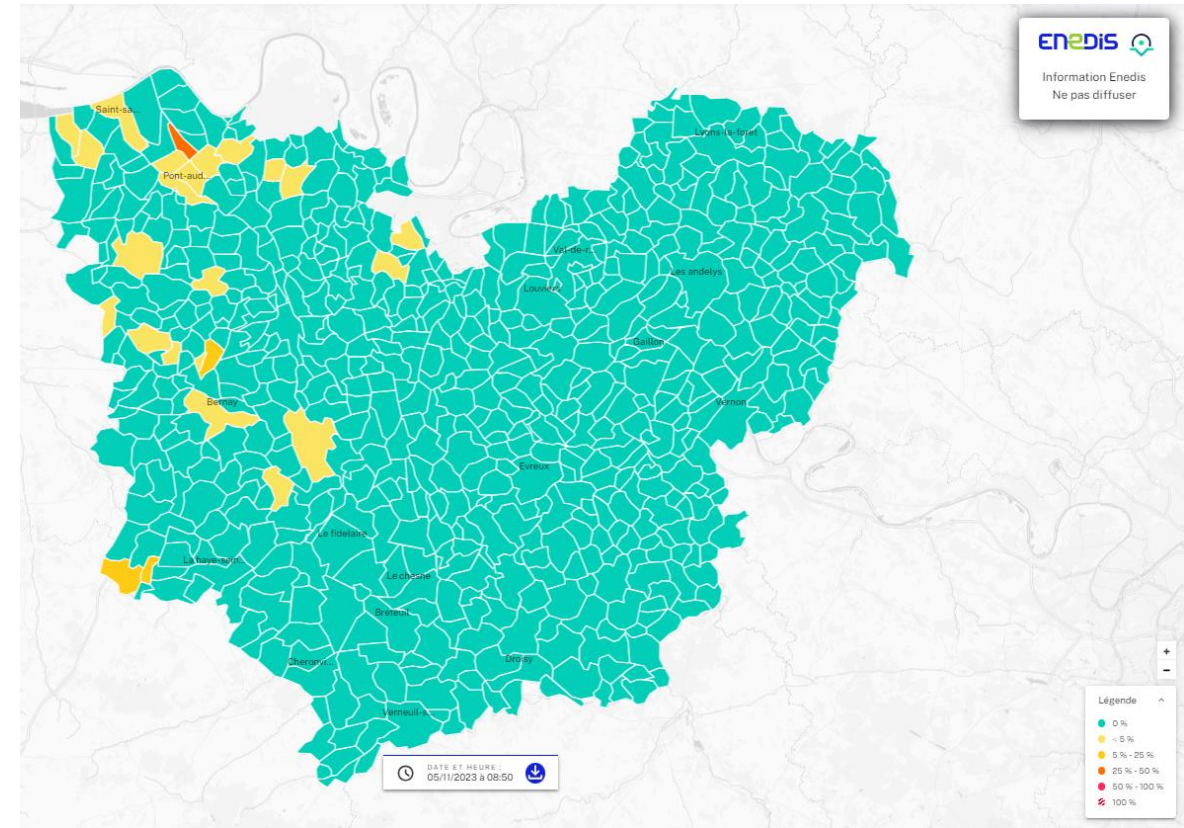 ENEDIS
Information Enedis
Ne pas diffuser
Saint-sa...
Lyons-la-foret
Pont-aud...
Val-de-r...
Les andelys
Louviers
Gaillon
Bernay
Vernon
Evreux
Le fidelaire
La haye-sain...
Le chesne
Breteuil
Cheronvi...
Droisy
Verneuil-s...
DATE ET HEURE :
05/11/2023 à 08:50
+
−
Légende
0 %
< 5 %
5 % - 25 %
25 % - 50 %
50 % - 100 %
100 %